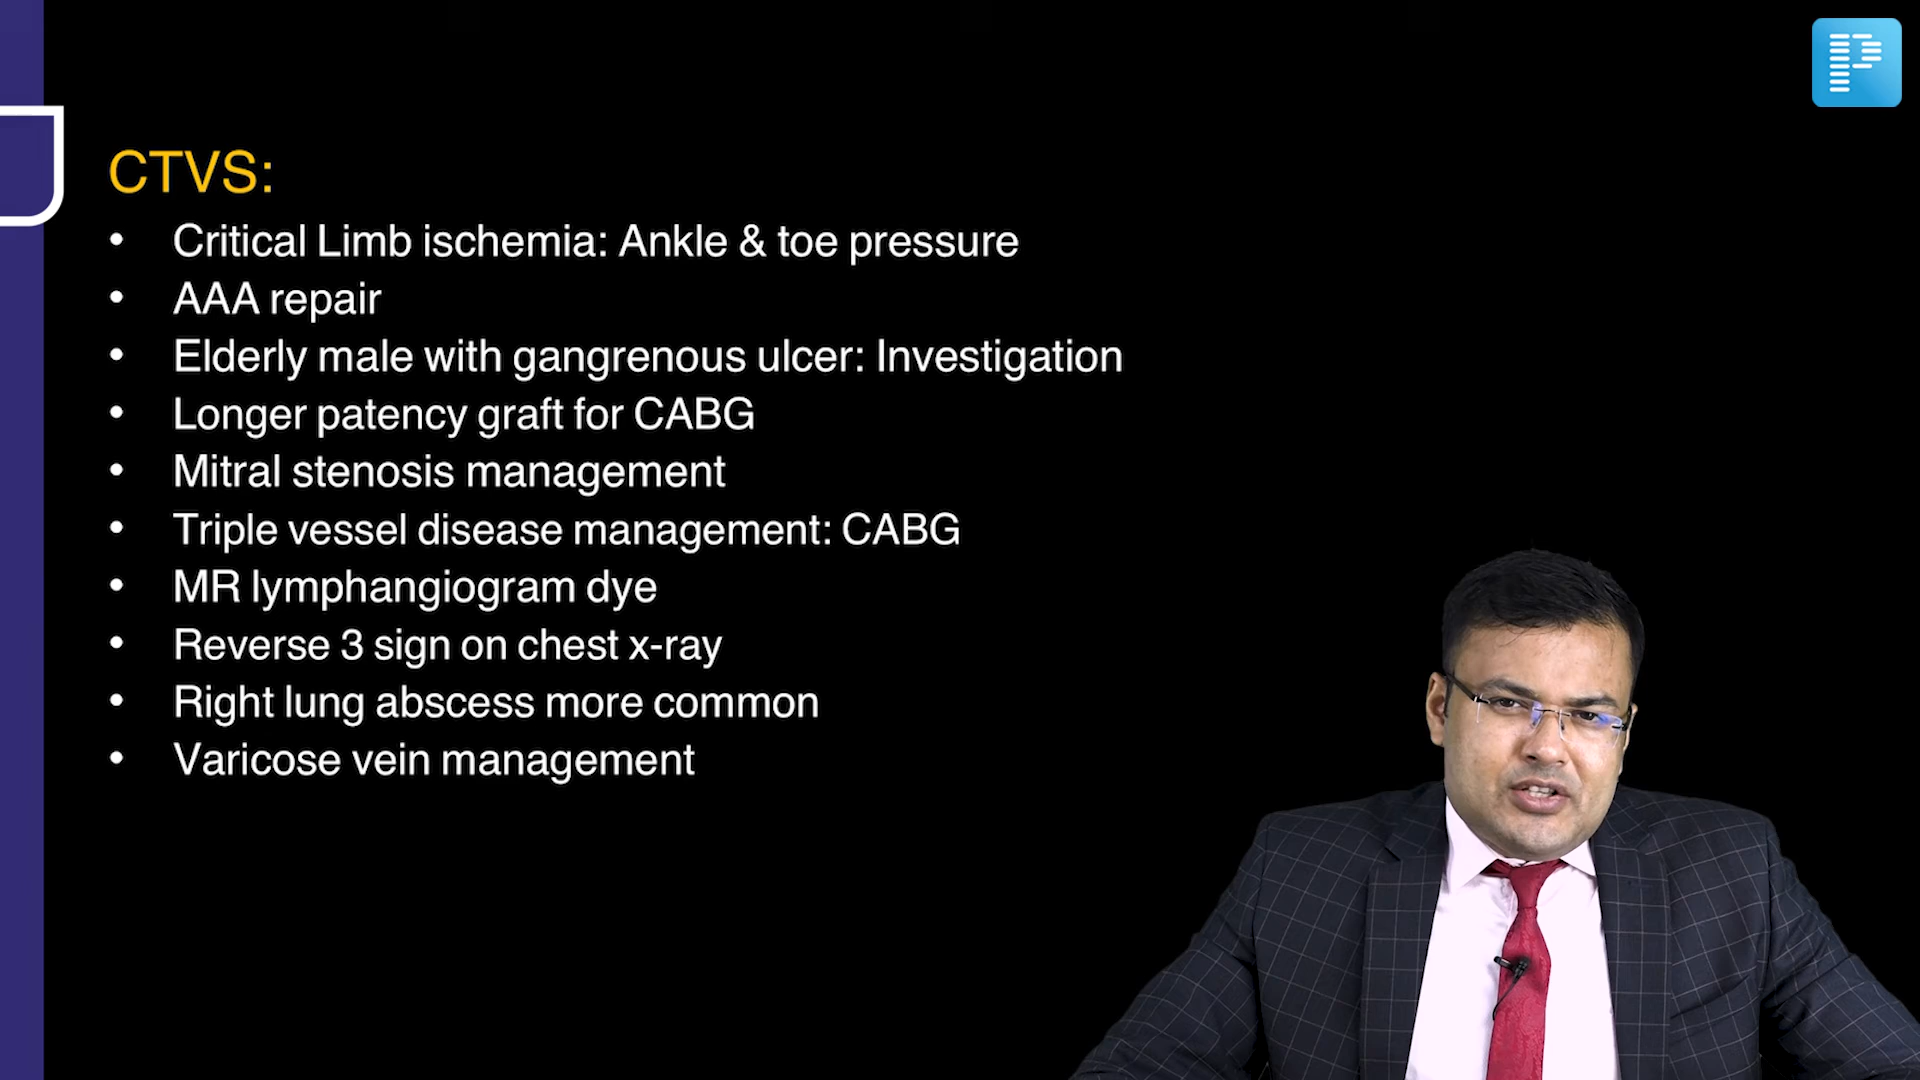 CTVS:
• Critical Limb ischemia: Ankle & toe pressure
• AAA repair
• Elderly male with gangrenous ulcer: Investigation
• Longer patency graft for CABG
• Mitral stenosis management
• Triple vessel disease management: CABG
• MR lymphangiogram dye
• Reverse 3 sign on chest x-ray
• Right lung abscess more common
• Varicose vein management